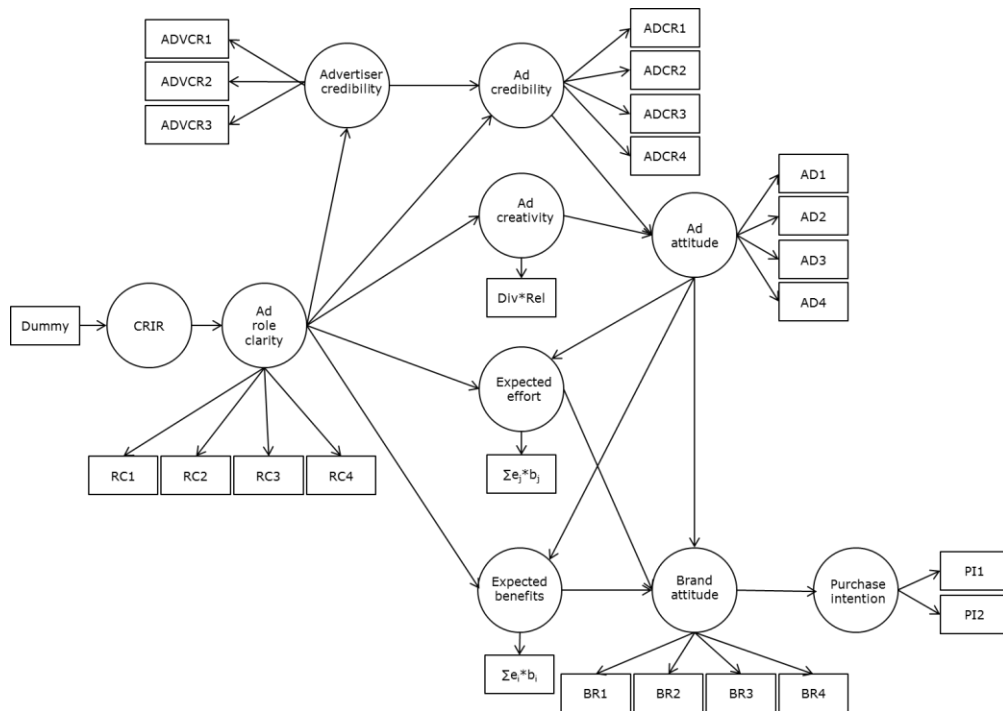 ADVCR1
ADVCR2
ADVCR3
Advertiser
credibility
Ad
credibility
ADCR1
ADCR2
ADCR3
ADCR4
Ad
creativity
Div*Rel
Ad
attitude
AD1
AD2
AD3
AD4
Dummy
CRIR
Ad
role
clarity
RC1
RC2
RC3
RC4
Expected
effort
∑eⱼ*bⱼ
Expected
benefits
∑eᵢ*bᵢ
Brand
attitude
BR1
BR2
BR3
BR4
Purchase
intention
PI1
PI2